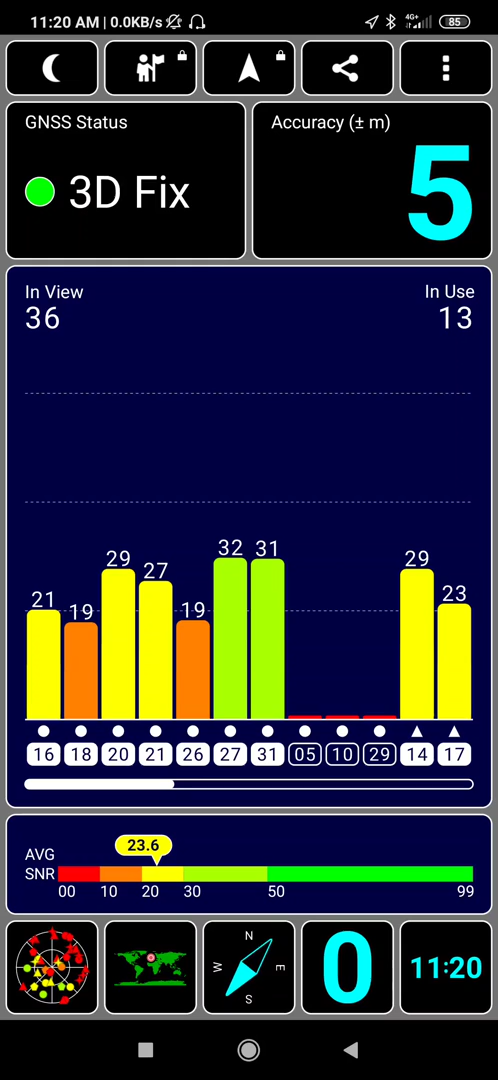 11:20 AM | 0.0KB/s 4G+ 85
GNSS Status
3D Fix
Accuracy (± m)
5
In View
36
In Use
13
21 19 29 27 19 32 31 29 23
16 18 20 21 26 27 31 05 10 29 14 17
AVG
SNR
23.6
00 10 20 30 50 99
N
W E
S
0
11:20